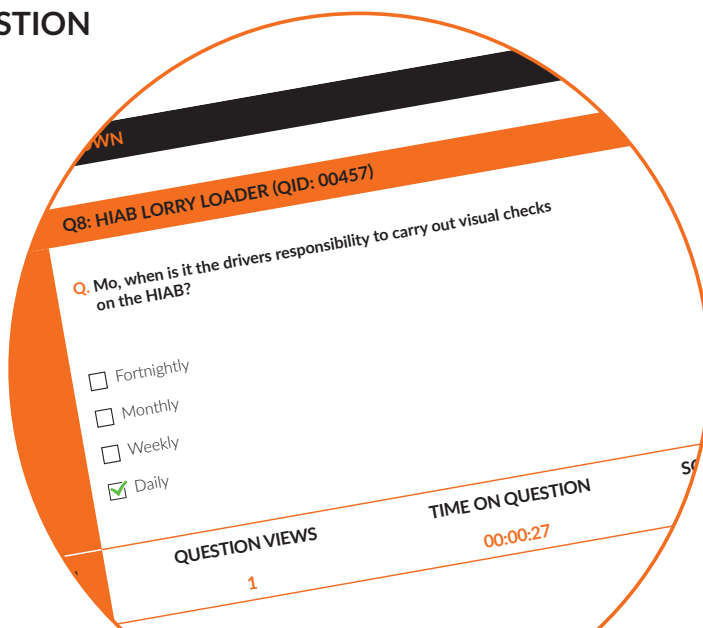 STION
WN
Q8: HIAB LORRY LOADER (QID: 00457)
Q. Mo, when is it the drivers responsibility to carry out visual checks
on the HIAB?
Fortnightly
Monthly
Weekly
Daily
QUESTION VIEWS
TIME ON QUESTION
1
00:00:27